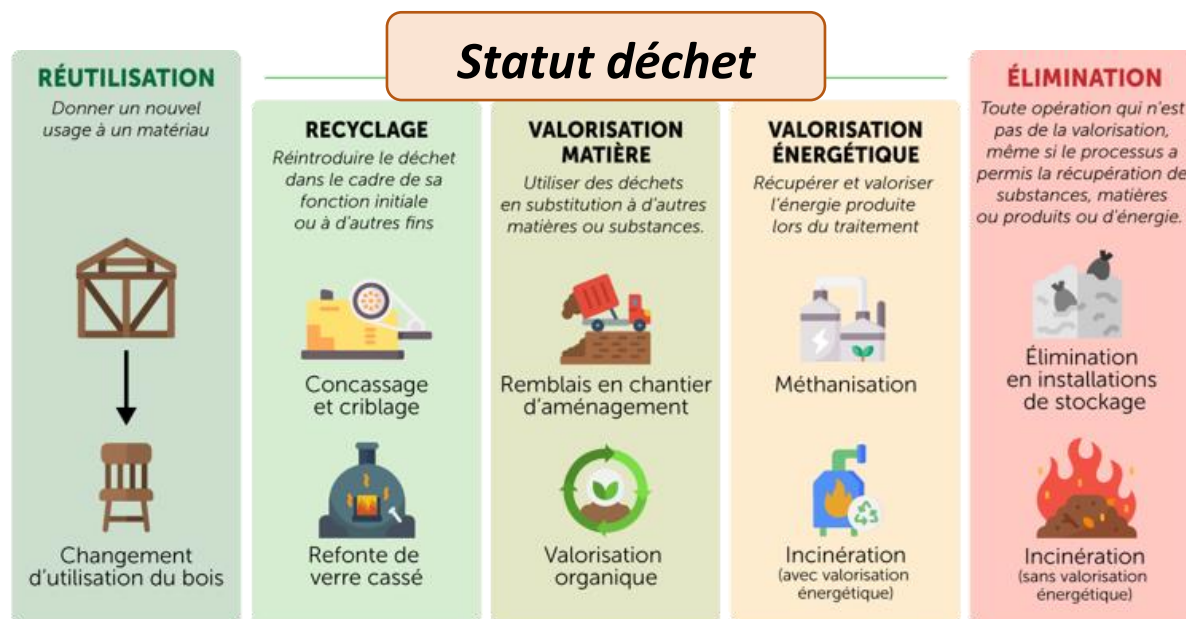 Statut déchet
RÉUTILISATION
Donner un nouvel
usage à un matériau
Changement
d'utilisation du bois
RECYCLAGE
Réintroduire le déchet
dans le cadre de sa
fonction initiale
ou à d'autres fins
Concassage
et criblage
Refonte de
verre cassé
VALORISATION
MATIÈRE
Utiliser des déchets
en substitution à d'autres
matières ou substances.
Remblais en chantier
d'aménagement
Valorisation
organique
VALORISATION
ÉNERGÉTIQUE
Récupérer et valoriser
l'énergie produite
lors du traitement
Méthanisation
Incinération
(avec valorisation
énergétique)
ÉLIMINATION
Toute opération qui n'est
pas de la valorisation,
même si le processus a
permis la récupération de
substances, matières
ou produits ou d'énergie.
Élimination
en installations
de stockage
Incinération
(sans valorisation
énergétique)